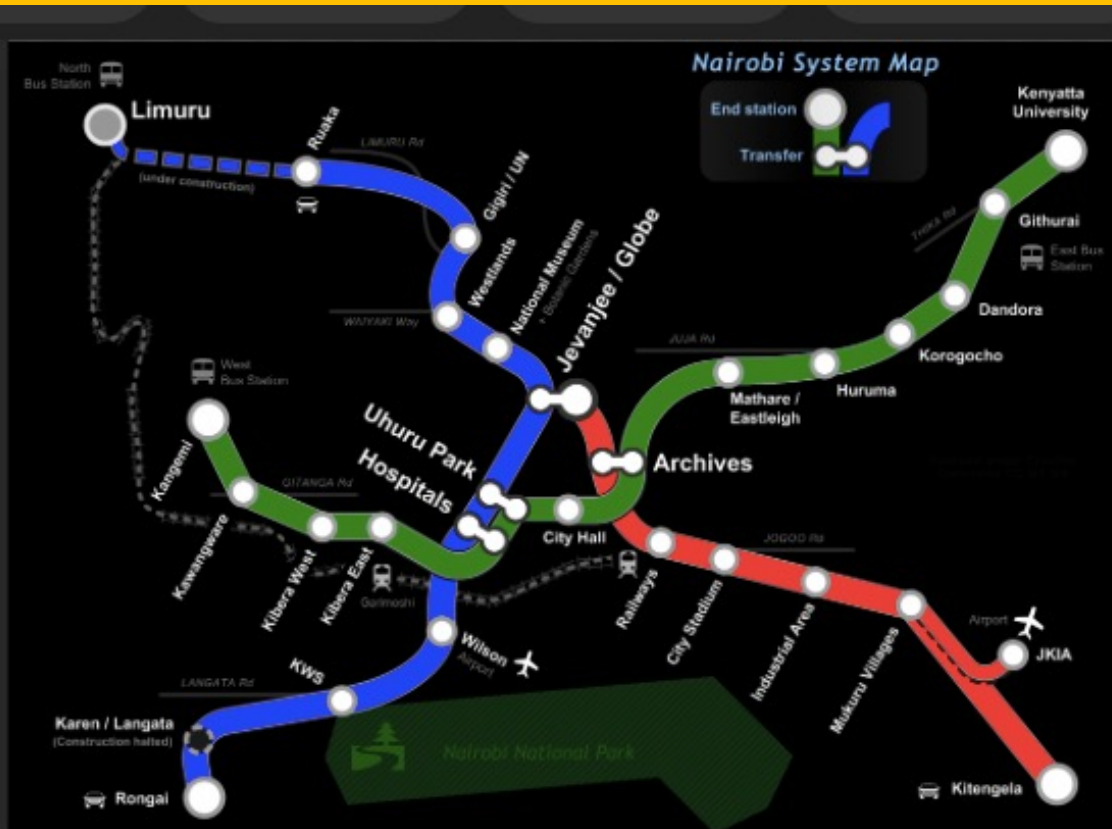 Nairobi System Map
North
Bus Station
Limuru
Ruaka
LIMURU Rd
End station
Transfer
Kenyatta
University
(under construction)
Gigiri / UN
Githurai
THIKA Rd
East Bus
Station
Westlands
National Museum
+ Botanic Gardens
Jevanjee / Globe
WAIYAKI Way
Dandora
JUJA Rd
Korogocho
West
Bus Station
Mathare /
Eastleigh
Huruma
Uhuru Park
Hospitals
Archives
Kangemi
GITANGA Rd
Kawangware
Kibera West
Kibera East
City Hall
JOGOO Rd
Railways
City Stadium
Industrial Area
Mukuru Villages
Airport
JKIA
Wilson
Airport
KWS
LANGATA Rd
Karen / Langata
(Construction halted)
Nairobi National Park
Rongai
Kitengela